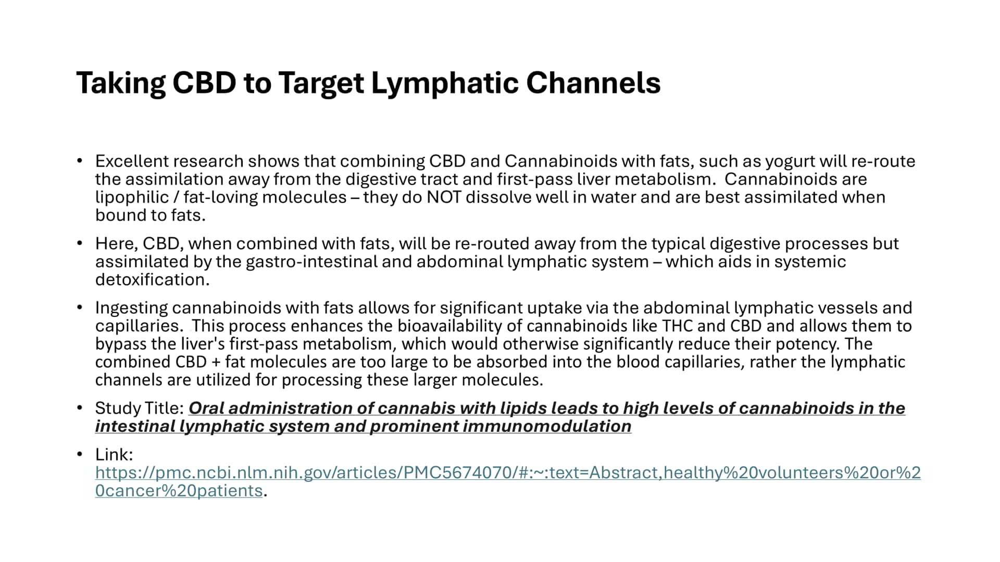 Taking CBD to Target Lymphatic Channels
• Excellent research shows that combining CBD and Cannabinoids with fats, such as yogurt will re-route
the assimilation away from the digestive tract and first-pass liver metabolism.  Cannabinoids are
lipophilic / fat-loving molecules – they do NOT dissolve well in water and are best assimilated when
bound to fats.
• Here, CBD, when combined with fats, will be re-routed away from the typical digestive processes but
assimilated by the gastro-intestinal and abdominal lymphatic system – which aids in systemic
detoxification.
• Ingesting cannabinoids with fats allows for significant uptake via the abdominal lymphatic vessels and
capillaries.  This process enhances the bioavailability of cannabinoids like THC and CBD and allows them to
bypass the liver's first-pass metabolism, which would otherwise significantly reduce their potency. The
combined CBD + fat molecules are too large to be absorbed into the blood capillaries, rather the lymphatic
channels are utilized for processing these larger molecules.
• Study Title: Oral administration of cannabis with lipids leads to high levels of cannabinoids in the
intestinal lymphatic system and prominent immunomodulation
• Link:
https://pmc.ncbi.nlm.nih.gov/articles/PMC5674070/#:~:text=Abstract,healthy%20volunteers%20or%2
0cancer%20patients.